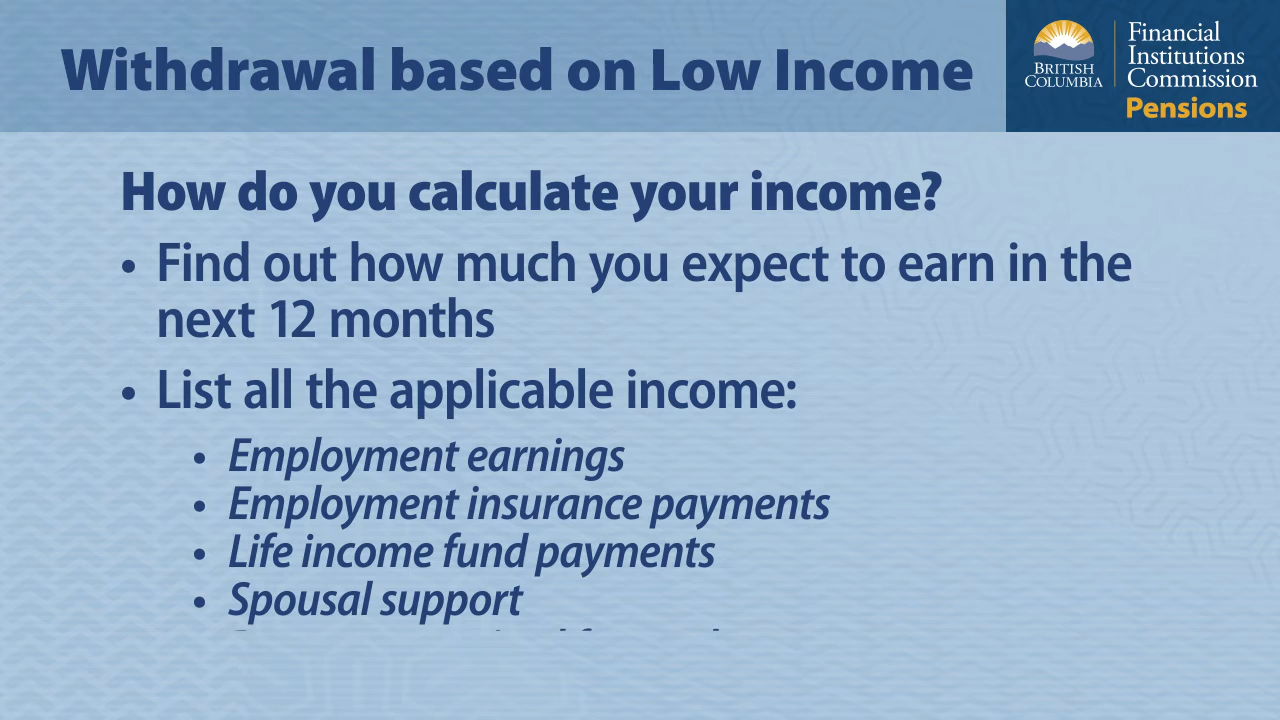 Withdrawal based on Low Income
BRITISH
COLUMBIA
Financial
Institutions
Commission
Pensions
How do you calculate your income?
• Find out how much you expect to earn in the
next 12 months
• List all the applicable income:
• Employment earnings
• Employment insurance payments
• Life income fund payments
• Spousal support